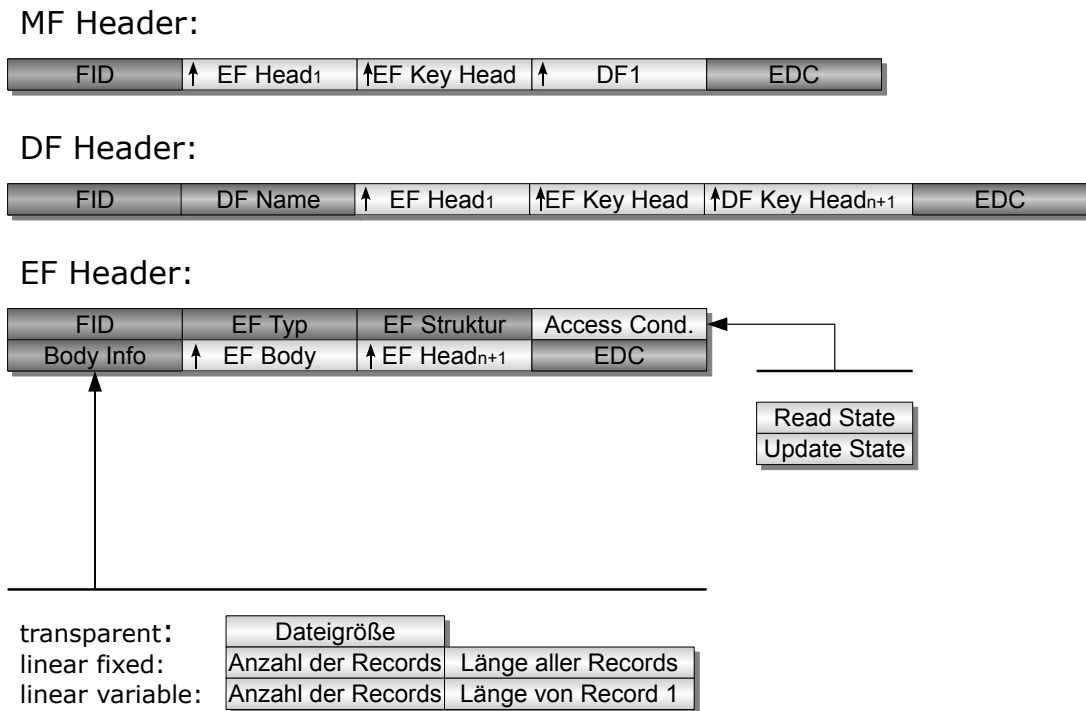 MF Header:
FID EF Head1 EF Key Head DF1 EDC
DF Header:
FID DF Name EF Head1 EF Key Head DF Key Headn+1 EDC
EF Header:
FID EF Typ EF Struktur Access Cond.
Body Info EF Body EF Headn+1 EDC
Read State
Update State
transparent: Dateigröße
linear fixed: Anzahl der Records Länge aller Records
linear variable: Anzahl der Records Länge von Record 1